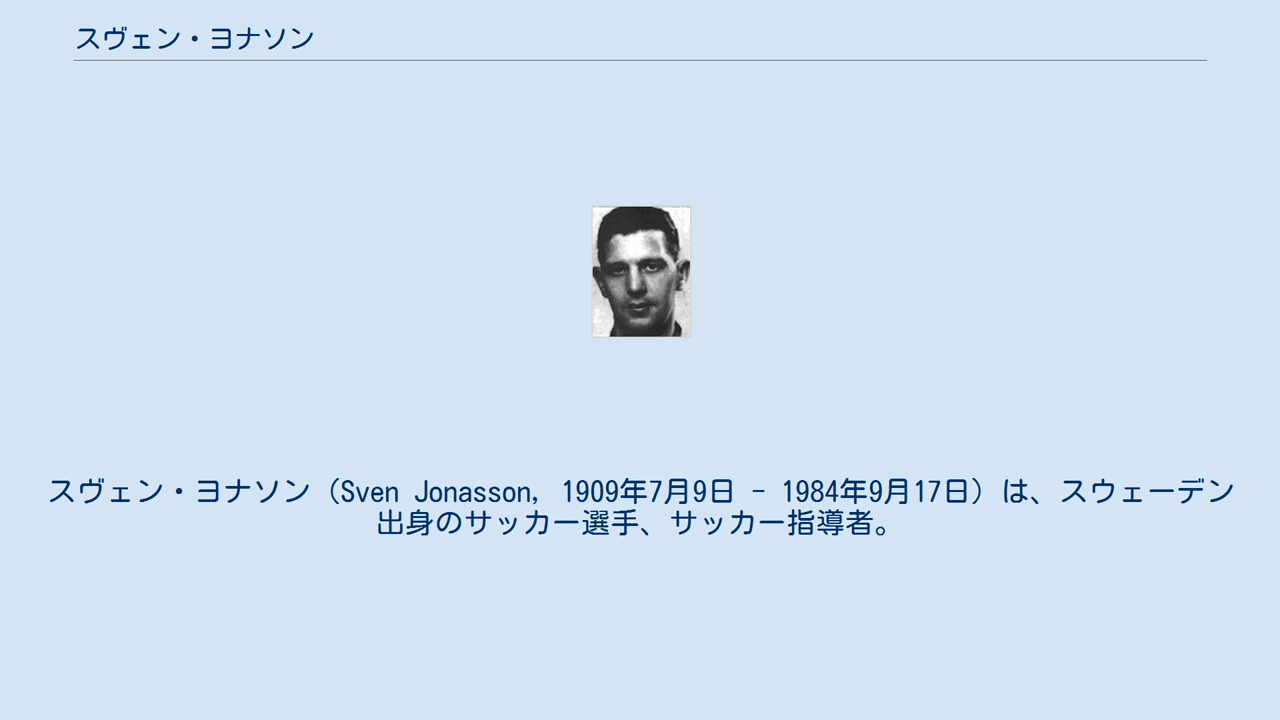 スヴェン・ヨナソン
スヴェン・ヨナソン（Sven Jonasson, 1909年7月9日 - 1984年9月17日）は、スウェーデン
出身のサッカー選手、サッカー指導者。